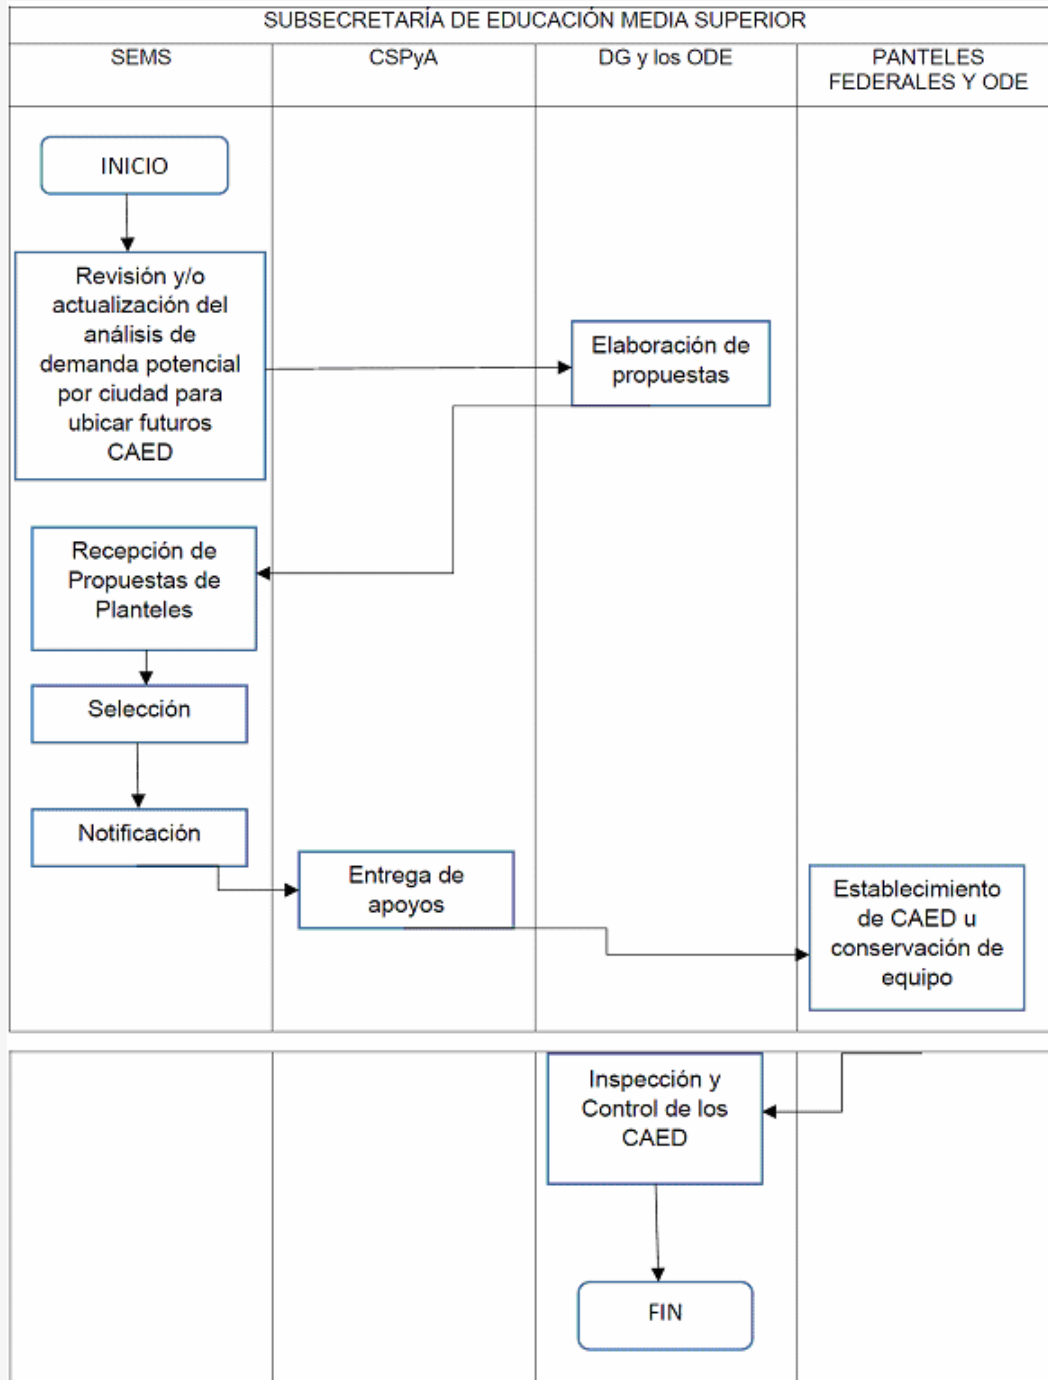 SUBSECRETARÍA DE EDUCACIÓN MEDIA SUPERIOR
SEMS
CSPyA
DG y los ODE
PANTELES
FEDERALES Y ODE
INICIO
Revisión y/o
actualización del
análisis de
demanda potencial
por ciudad para
ubicar futuros
CAED
Elaboración de
propuestas
Recepción de
Propuestas de
Planteles
Selección
Notificación
Entrega de
apoyos
Establecimiento
de CAED u
conservación de
equipo
Inspección y
Control de los
CAED
FIN